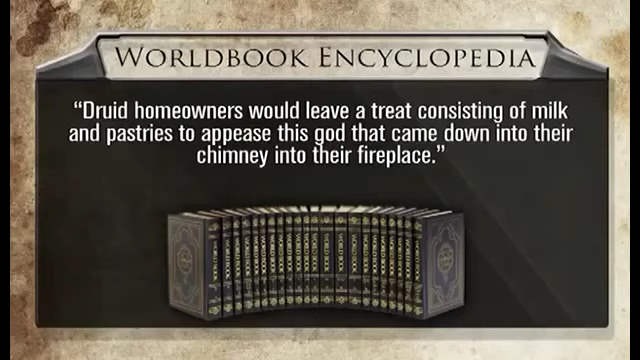 WORLDBOOK ENCYCLOPEDIA
“Druid homeowners would leave a treat consisting of milk
and pastries to appease this god that came down into their
chimney into their fireplace.”